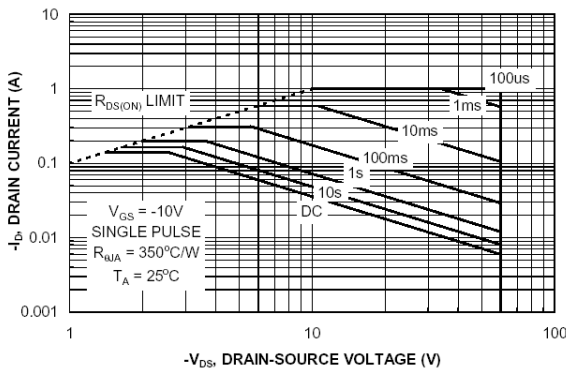 10
1
0.1
0.01
0.001
-I_D, DRAIN CURRENT (A)
R_DS(ON) LIMIT
100us
1ms
10ms
100ms
1s
10s
DC
V_GS = -10V
SINGLE PULSE
R_θJA = 350°C/W
T_A = 25°C
1
10
100
-V_DS, DRAIN-SOURCE VOLTAGE (V)